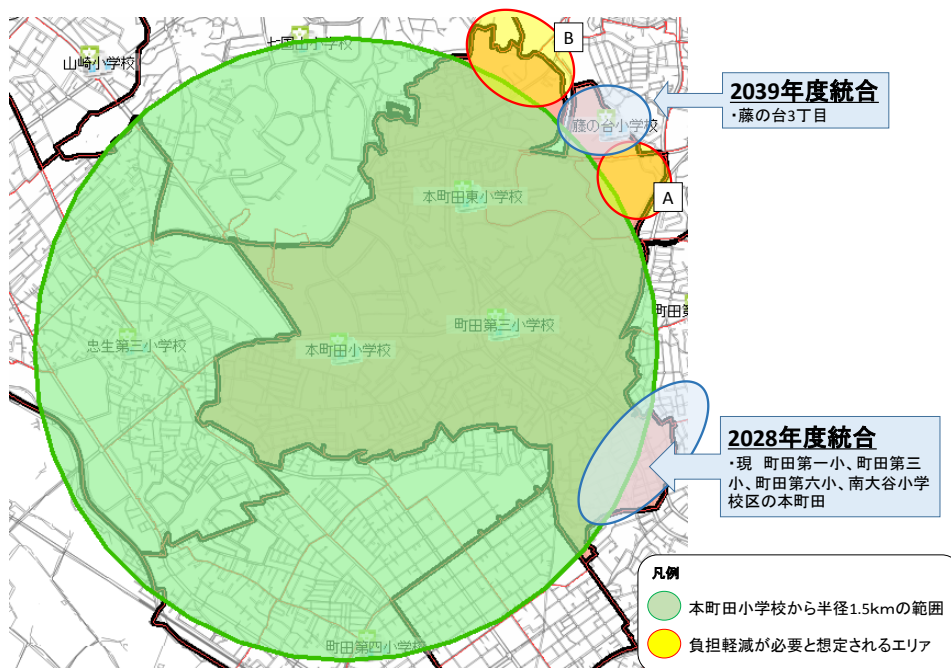 七国山小学校
山崎小学校
B
2039年度統合
・藤の台3丁目
藤の台小学校
A
本町田東小学校
町田第
町田第三小学校
忠生第三小学校
本町田小学校
2028年度統合
・現 町田第一小、町田第三
小、町田第六小、南大谷小学
校区の本町田
凡例
本町田小学校から半径1.5kmの範囲
負担軽減が必要と想定されるエリア
町田第四小学校